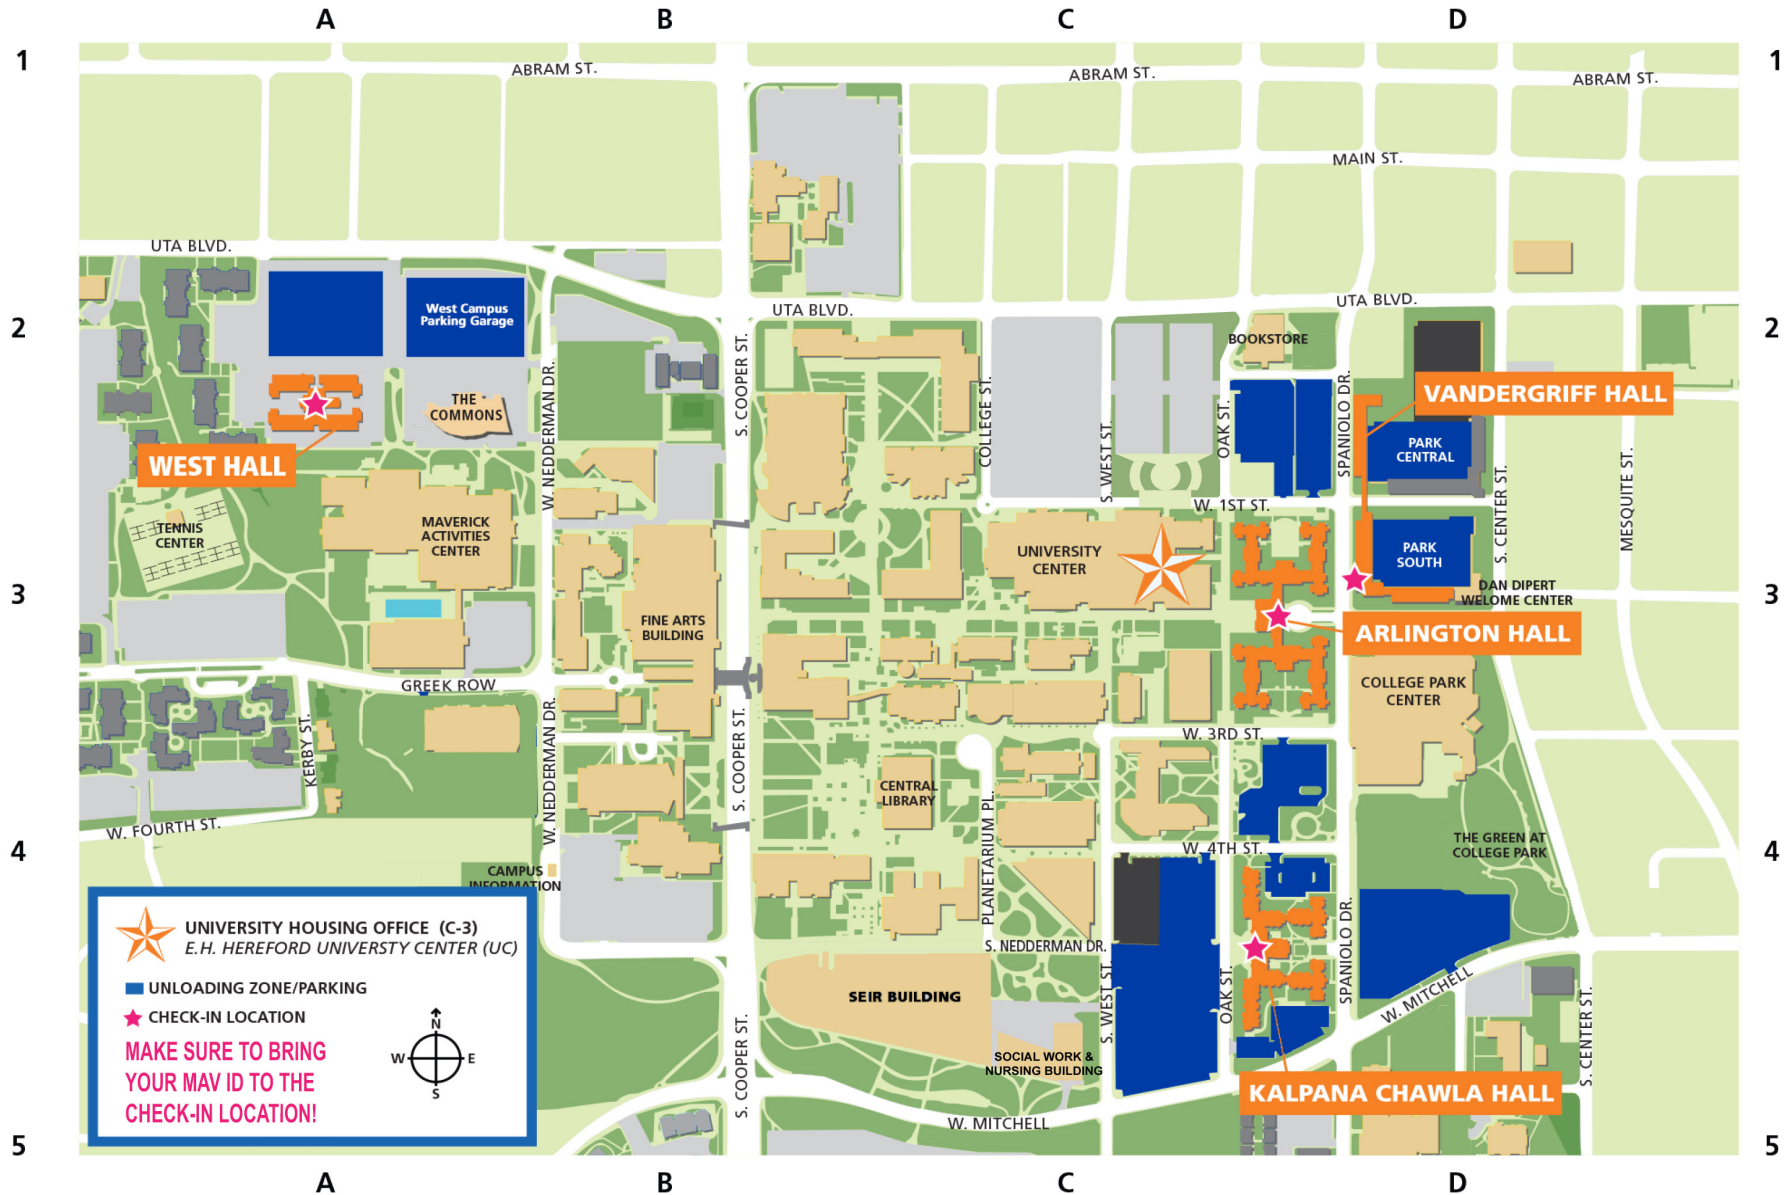 A B C D
1 1
ABRAM ST. ABRAM ST. ABRAM ST.
MAIN ST.
UTA BLVD.
UTA BLVD.
UTA BLVD.
2 2
West Campus
Parking Garage
BOOKSTORE
THE
COMMONS
W. NEDDERMAN DR.
S. COOPER ST.
COLLEGE ST.
S. WEST ST.
OAK ST.
SPANIOLO DR.
VANDERGRIFF HALL
PARK
CENTRAL
S. CENTER ST.
MESQUITE ST.
WEST HALL
W. 1ST ST.
TENNIS
CENTER
MAVERICK
ACTIVITIES
CENTER
UNIVERSITY
CENTER
PARK
SOUTH
DAN DIPERT
WELOME CENTER
3 3
FINE ARTS
BUILDING
ARLINGTON HALL
GREEK ROW
COLLEGE PARK
CENTER
KERBY ST.
W. NEDDERMAN DR.
S. COOPER ST.
W. 3RD ST.
CENTRAL
LIBRARY
PLANETARIUM PL.
W. FOURTH ST.
W. 4TH ST.
THE GREEN AT
COLLEGE PARK
4 4
CAMPUS
INFORMATION
S. NEDDERMAN DR.
S. WEST ST.
OAK ST.
SPANIOLO DR.
W. MITCHELL
SEIR BUILDING
S. COOPER ST.
SOCIAL WORK &
NURSING BUILDING
S. CENTER ST.
KALPANA CHAWLA HALL
W. MITCHELL
UNIVERSITY HOUSING OFFICE (C-3)
E.H. HEREFORD UNIVERSTY CENTER (UC)
UNLOADING ZONE/PARKING
CHECK-IN LOCATION
MAKE SURE TO BRING
YOUR MAV ID TO THE
CHECK-IN LOCATION!
N
W E
S
5 5
A B C D